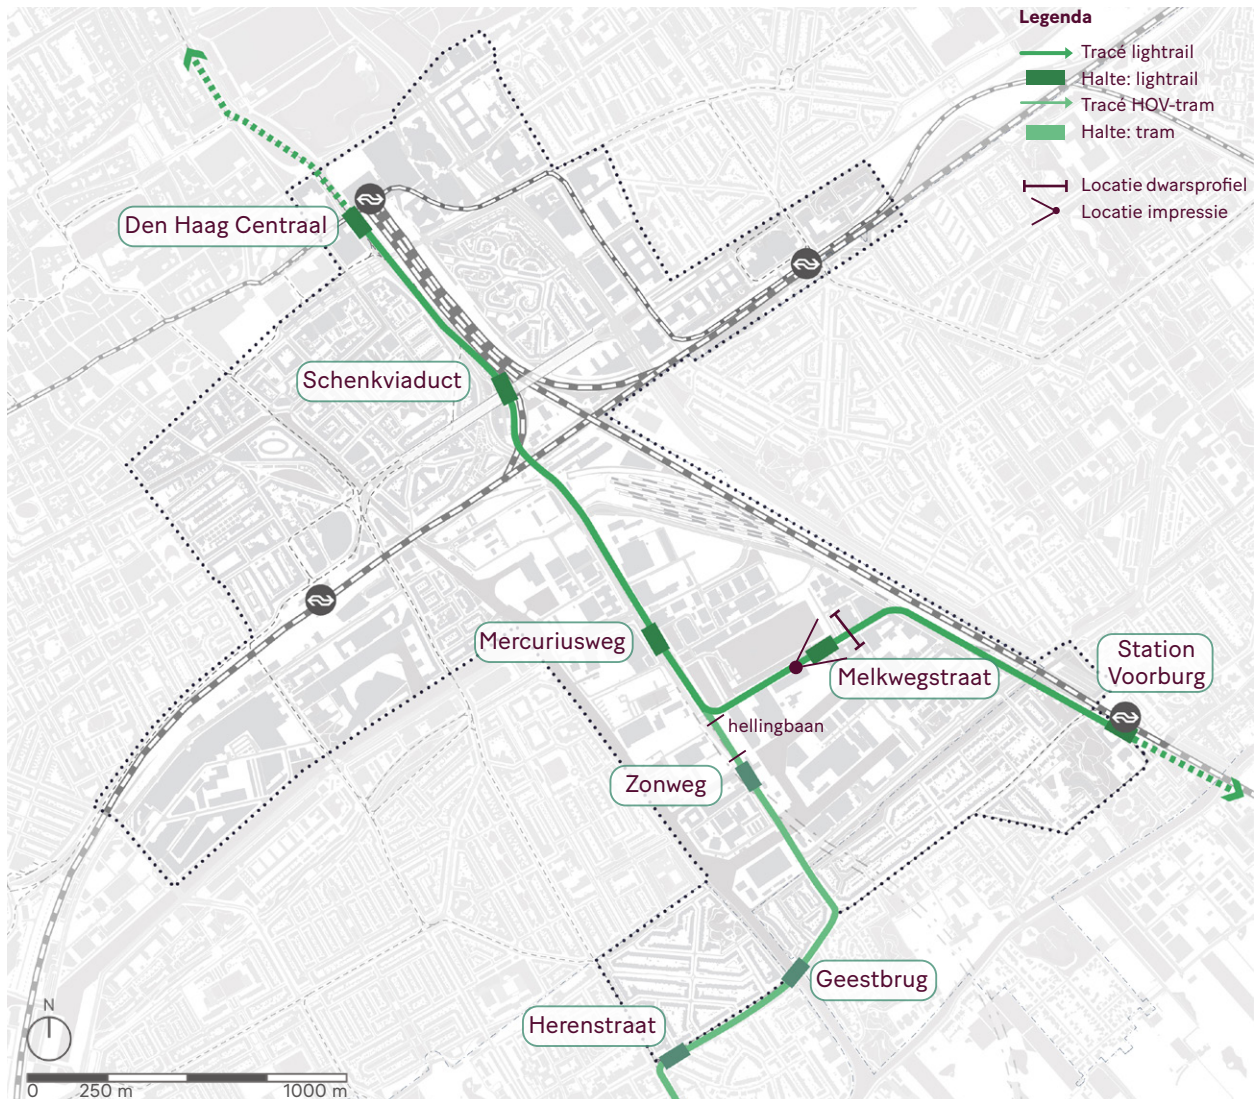 Legenda
Tracé lightrail
Halte: lightrail
Tracé HOV-tram
Halte: tram
Locatie dwarsprofiel
Locatie impressie
Den Haag Centraal
Schenkviaduct
Mercuriusweg
Station
Voorburg
Melkwegstraat
hellingbaan
Zonweg
Geestbrug
Herenstraat
N
0 250 m 1000 m